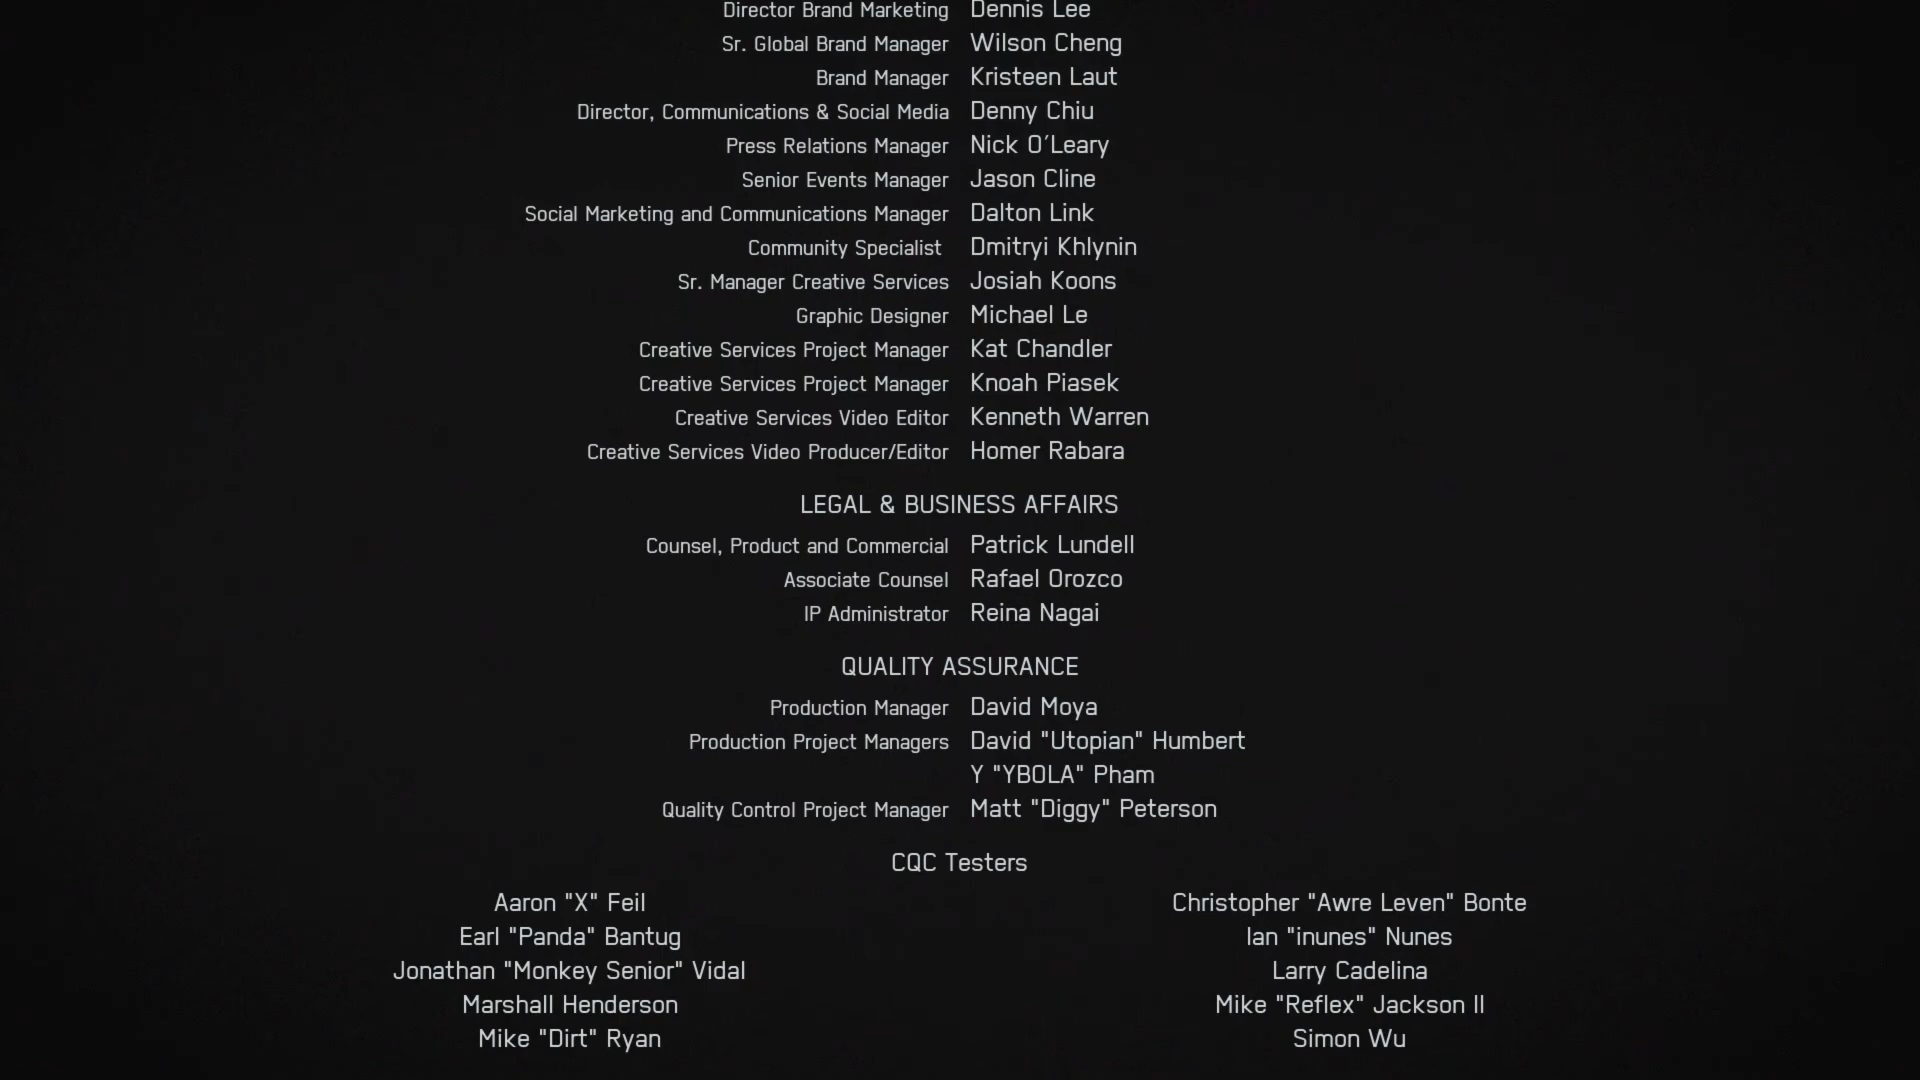 Director Brand Marketing Dennis Lee
Sr. Global Brand Manager Wilson Cheng
Brand Manager Kristeen Laut
Director, Communications & Social Media Denny Chiu
Press Relations Manager Nick O'Leary
Senior Events Manager Jason Cline
Social Marketing and Communications Manager Dalton Link
Community Specialist Dmitryi Khlynin
Sr. Manager Creative Services Josiah Koons
Graphic Designer Michael Le
Creative Services Project Manager Kat Chandler
Creative Services Project Manager Knoah Piasek
Creative Services Video Editor Kenneth Warren
Creative Services Video Producer/Editor Homer Rabara
LEGAL & BUSINESS AFFAIRS
Counsel, Product and Commercial Patrick Lundell
Associate Counsel Rafael Orozco
IP Administrator Reina Nagai
QUALITY ASSURANCE
Production Manager David Moya
Production Project Managers David "Utopian" Humbert
Y "YBOLA" Pham
Quality Control Project Manager Matt "Diggy" Peterson
CQC Testers
Aaron "X" Feil Christopher "Awre Leven" Bonte
Earl "Panda" Bantug Ian "inunes" Nunes
Jonathan "Monkey Senior" Vidal Larry Cadelina
Marshall Henderson Mike "Reflex" Jackson II
Mike "Dirt" Ryan Simon Wu